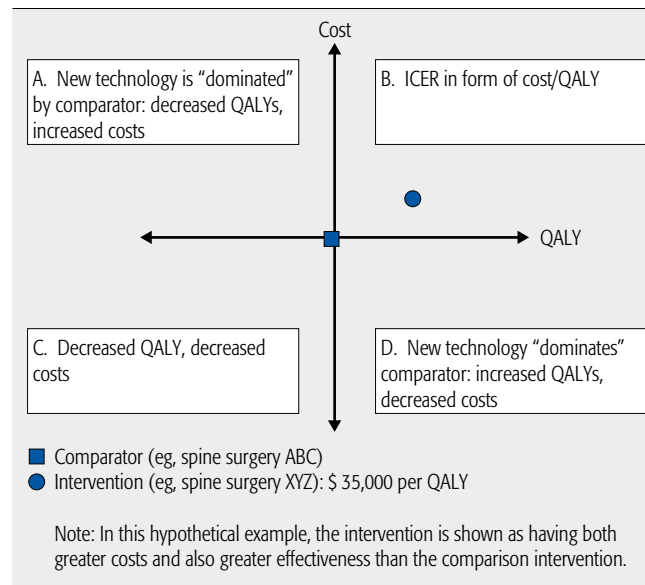 Cost
A. New technology is “dominated”
by comparator: decreased QALYs,
increased costs
B. ICER in form of cost/QALY
QALY
C. Decreased QALY, decreased
costs
D. New technology “dominates”
comparator: increased QALYs,
decreased costs
Comparator (eg, spine surgery ABC)
Intervention (eg, spine surgery XYZ): $ 35,000 per QALY
Note: In this hypothetical example, the intervention is shown as having both
greater costs and also greater effectiveness than the comparison intervention.